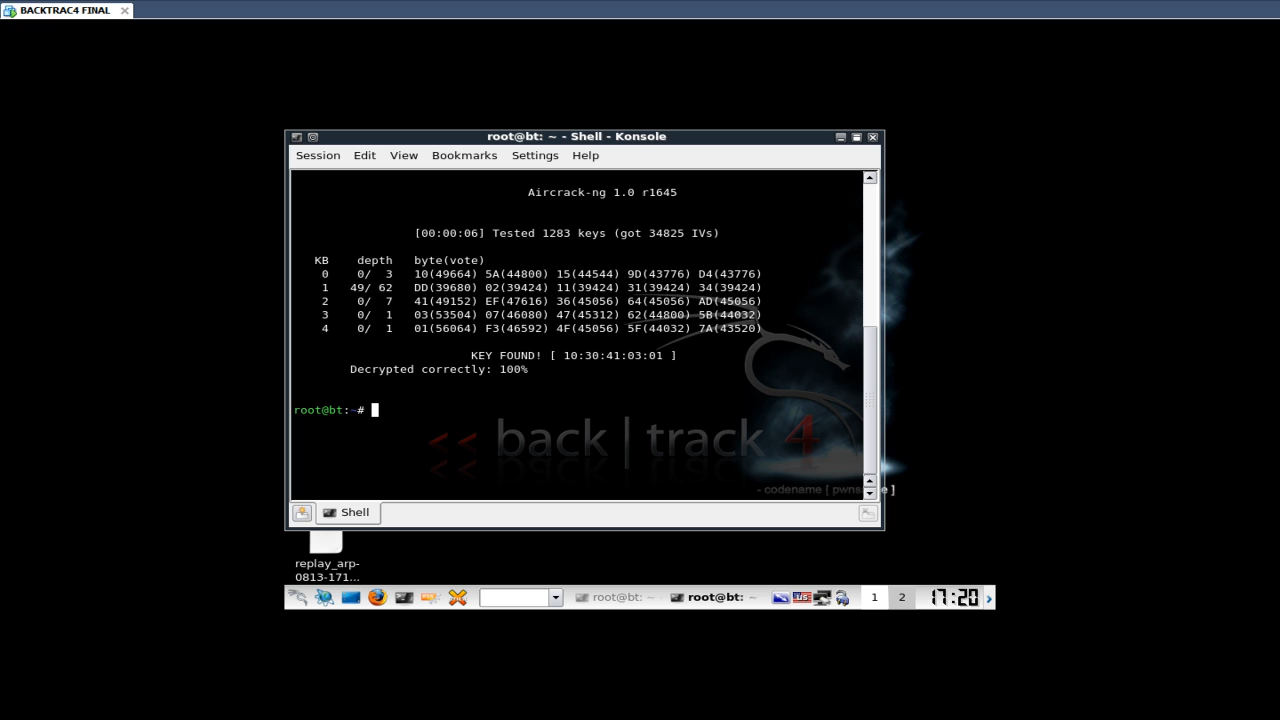 BACKTRAC4 FINAL
root@bt: ~ - Shell - Konsole
Session Edit View Bookmarks Settings Help
Aircrack-ng 1.0 r1645
[00:00:06] Tested 1283 keys (got 34825 IVs)
KB depth byte(vote)
0 0/ 3 10(49664) 5A(44800) 15(44544) 9D(43776) D4(43776)
1 49/ 62 DD(39680) 02(39424) 11(39424) 31(39424) 34(39424)
2 0/ 7 41(49152) EF(47616) 36(45056) 64(45056) AD(45056)
3 0/ 1 03(53504) 07(46080) 47(45312) 62(44800) 5B(44032)
4 0/ 1 01(56064) F3(46592) 4F(45056) 5F(44032) 7A(43520)
KEY FOUND! [ 10:30:41:03:01 ]
Decrypted correctly: 100%
root@bt:~#
<< back | track 4
- codename [ pwns e ]
Shell
replay_arp-
0813-171...
root@bt: ~ root@bt: ~ us 1 2 17:20